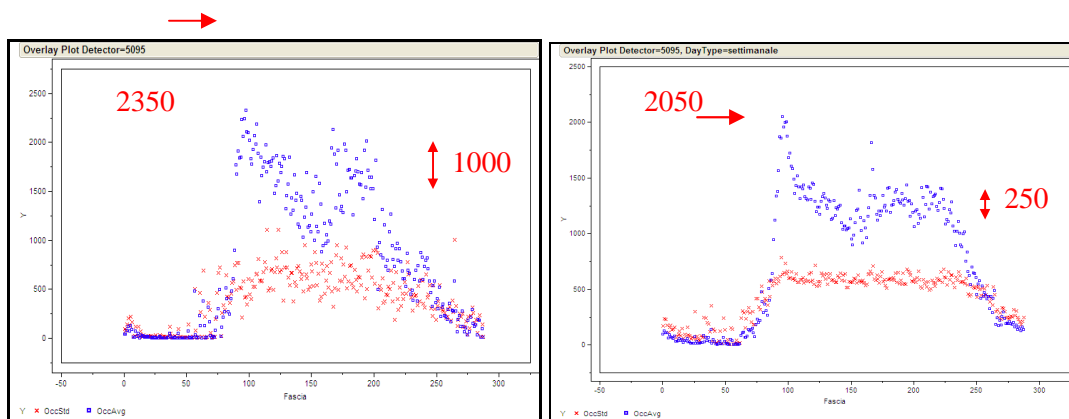 Overlay Plot Detector=5095
2350
1000
2500
2000
1500
1000
500
0
Y
-50 0 50 100 150 200 250 300 350
Fascia
Y × OccStd OccAvg
Overlay Plot Detector=5095, DayType=settimanale
2050
250
2500
2000
1500
1000
500
0
Y
-50 0 50 100 150 200 250 300
Fascia
Y × OccStd OccAvg